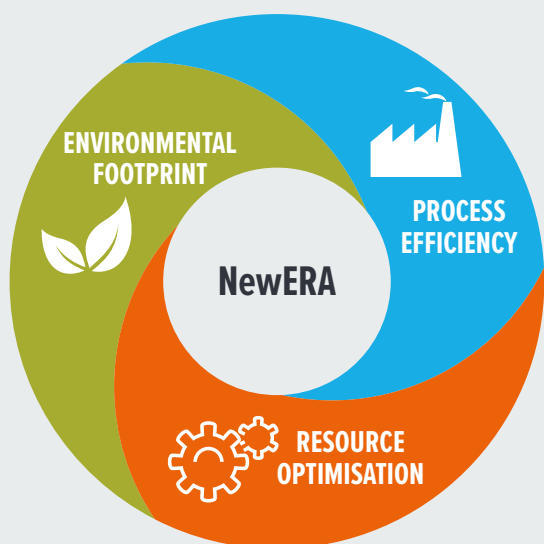 ENVIRONMENTAL
FOOTPRINT
PROCESS
EFFICIENCY
NewERA
RESOURCE
OPTIMISATION